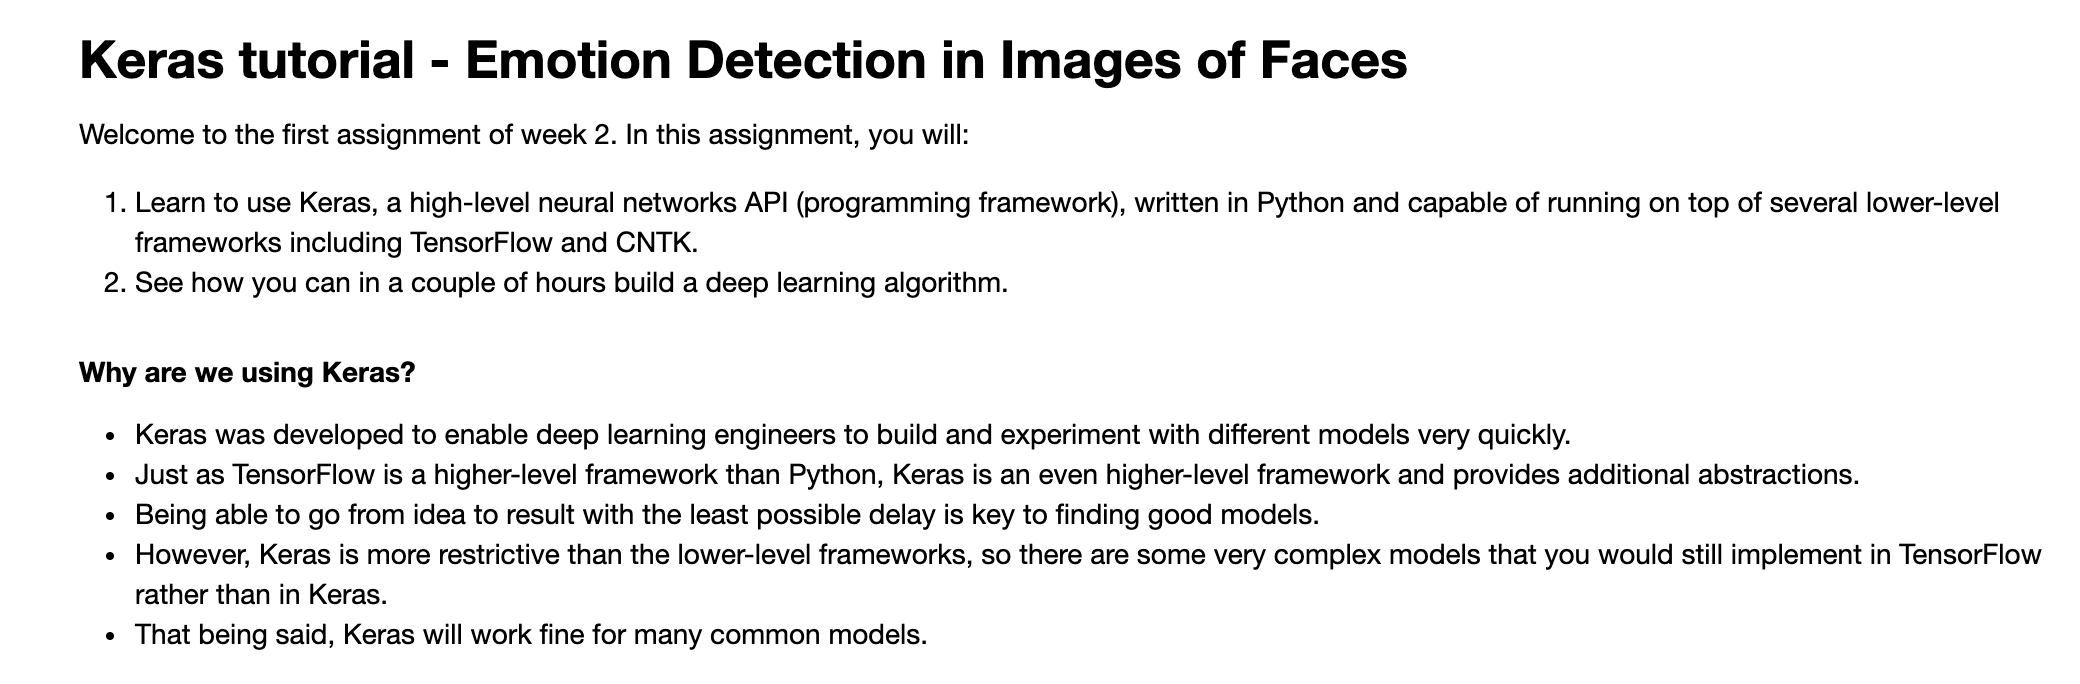 Keras tutorial - Emotion Detection in Images of Faces
Welcome to the first assignment of week 2. In this assignment, you will:
1. Learn to use Keras, a high-level neural networks API (programming framework), written in Python and capable of running on top of several lower-level
frameworks including TensorFlow and CNTK.
2. See how you can in a couple of hours build a deep learning algorithm.
Why are we using Keras?
• Keras was developed to enable deep learning engineers to build and experiment with different models very quickly.
• Just as TensorFlow is a higher-level framework than Python, Keras is an even higher-level framework and provides additional abstractions.
• Being able to go from idea to result with the least possible delay is key to finding good models.
• However, Keras is more restrictive than the lower-level frameworks, so there are some very complex models that you would still implement in TensorFlow
rather than in Keras.
• That being said, Keras will work fine for many common models.